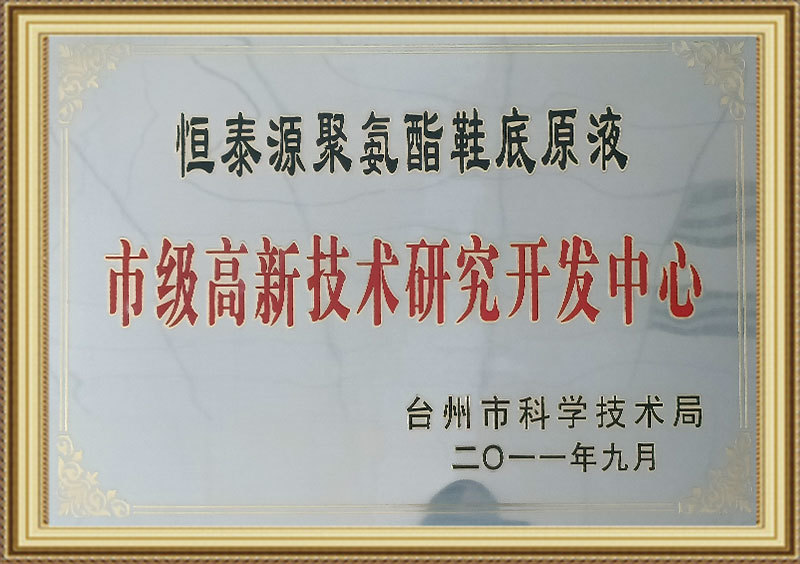 恒泰源聚氨酯鞋底原液
市级高新技术研究开发中心
台州市科学技术局
二〇一一年九月